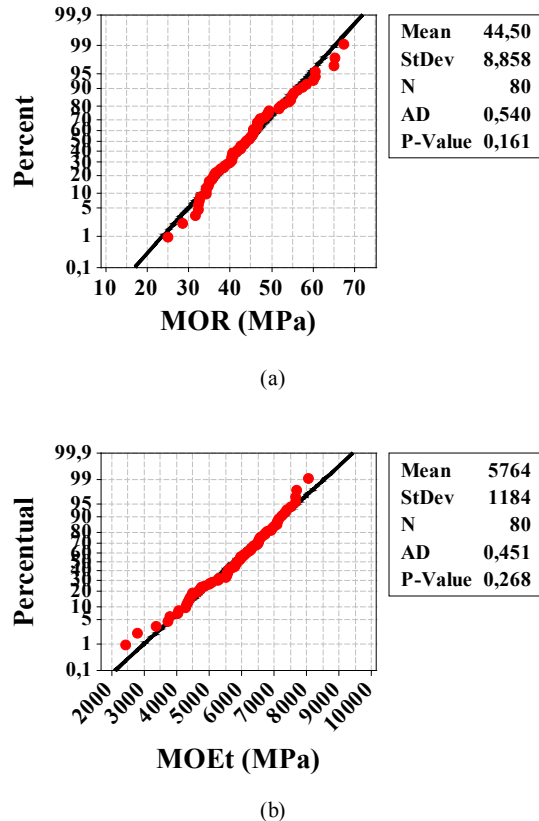 99,9
99
95
90
80
70
60
50
40
30
20
10
5
1
0,1
Percent
10 20 30 40 50 60 70
MOR (MPa)
Mean 44,50
StDev 8,858
N 80
AD 0,540
P-Value 0,161
(a)
99,9
99
95
90
80
70
60
50
40
30
20
10
5
1
0,1
Percentual
2000 3000 4000 5000 6000 7000 8000 9000 10000
MOEt (MPa)
Mean 5764
StDev 1184
N 80
AD 0,451
P-Value 0,268
(b)